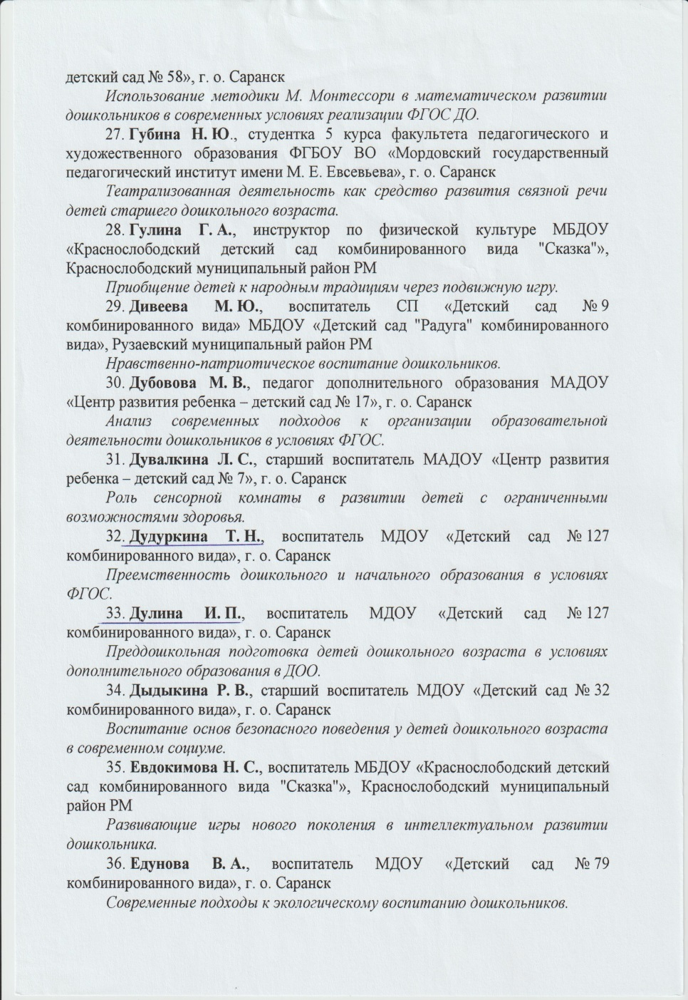 детский сад № 58», г. о. Саранск
Использование методики М. Монтессори в математическом развитии
дошкольников в современных условиях реализации ФГОС ДО.
27. Губина Н. Ю., студентка 5 курса факультета педагогического и
художественного образования ФГБОУ ВО «Мордовский государственный
педагогический институт имени М. Е. Евсевьева», г. о. Саранск
Театрализованная деятельность как средство развития связной речи
детей старшего дошкольного возраста.
28. Гулина Г. А., инструктор по физической культуре МБДОУ
«Краснослободский детский сад комбинированного вида "Сказка"»,
Краснослободский муниципальный район РМ
Приобщение детей к народным традициям через подвижную игру.
29. Дивеева М. Ю., воспитатель СП «Детский сад № 9
комбинированного вида» МБДОУ «Детский сад "Радуга" комбинированного
вида», Рузаевский муниципальный район РМ
Нравственно-патриотическое воспитание дошкольников.
30. Дубовова М. В., педагог дополнительного образования МАДОУ
«Центр развития ребенка – детский сад № 17», г. о. Саранск
Анализ современных подходов к организации образовательной
деятельности дошкольников в условиях ФГОС.
31. Дувалкина Л. С., старший воспитатель МАДОУ «Центр развития
ребенка – детский сад № 7», г. о. Саранск
Роль сенсорной комнаты в развитии детей с ограниченными
возможностями здоровья.
32. Дудуркина Т. Н., воспитатель МДОУ «Детский сад № 127
комбинированного вида», г. о. Саранск
Преемственность дошкольного и начального образования в условиях
ФГОС.
33. Дулина И. П., воспитатель МДОУ «Детский сад № 127
комбинированного вида», г. о. Саранск
Преддошкольная подготовка детей дошкольного возраста в условиях
дополнительного образования в ДОО.
34. Дыдыкина Р. В., старший воспитатель МДОУ «Детский сад № 32
комбинированного вида», г. о. Саранск
Воспитание основ безопасного поведения у детей дошкольного возраста
в современном социуме.
35. Евдокимова Н. С., воспитатель МБДОУ «Краснослободский детский
сад комбинированного вида "Сказка"», Краснослободский муниципальный
район РМ
Развивающие игры нового поколения в интеллектуальном развитии
дошкольника.
36. Едунова В. А., воспитатель МДОУ «Детский сад № 79
комбинированного вида», г. о. Саранск
Современные подходы к экологическому воспитанию дошкольников.